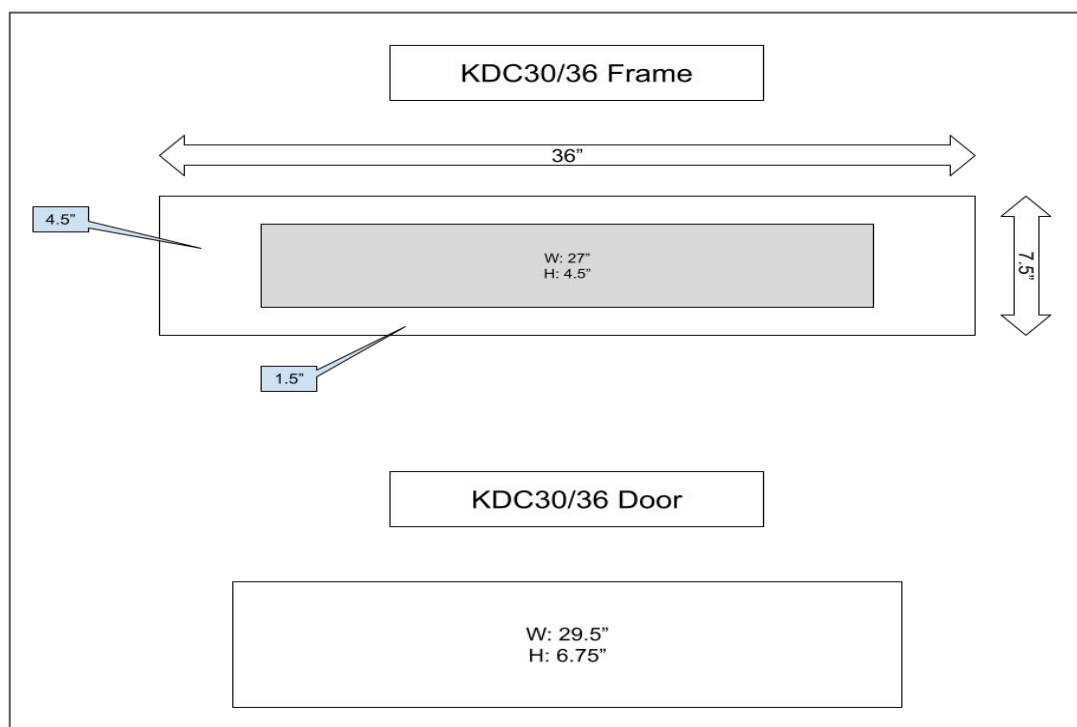 KDC30/36 Frame
36”
4.5”
W: 27”
H: 4.5”
7.5”
1.5”
KDC30/36 Door
W: 29.5”
H: 6.75”